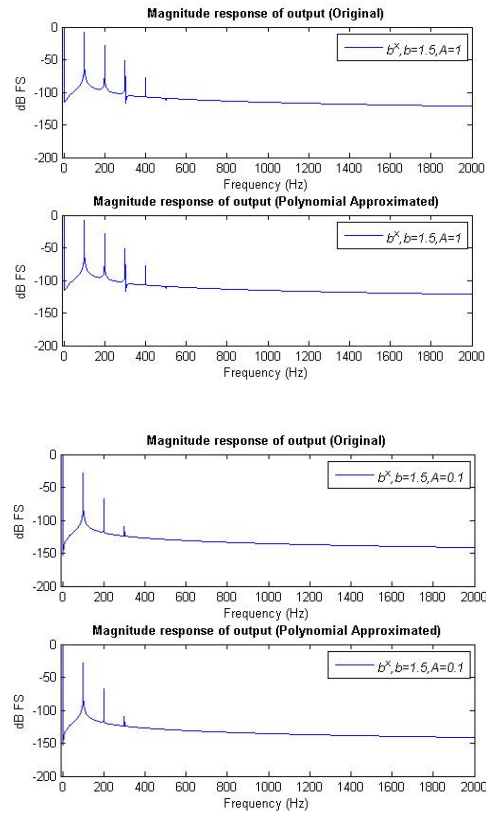 Magnitude response of output (Original)
0
-50
-100
-150
-200
dB FS
b^x,b=1.5,A=1
0 200 400 600 800 1000 1200 1400 1600 1800 2000
Frequency (Hz)
Magnitude response of output (Polynomial Approximated)
0
-50
-100
-150
-200
dB FS
b^x,b=1.5,A=1
0 200 400 600 800 1000 1200 1400 1600 1800 2000
Frequency (Hz)
Magnitude response of output (Original)
0
-50
-100
-150
-200
dB FS
b^x,b=1.5,A=0.1
0 200 400 600 800 1000 1200 1400 1600 1800 2000
Frequency (Hz)
Magnitude response of output (Polynomial Approximated)
0
-50
-100
-150
-200
dB FS
b^x,b=1.5,A=0.1
0 200 400 600 800 1000 1200 1400 1600 1800 2000
Frequency (Hz)